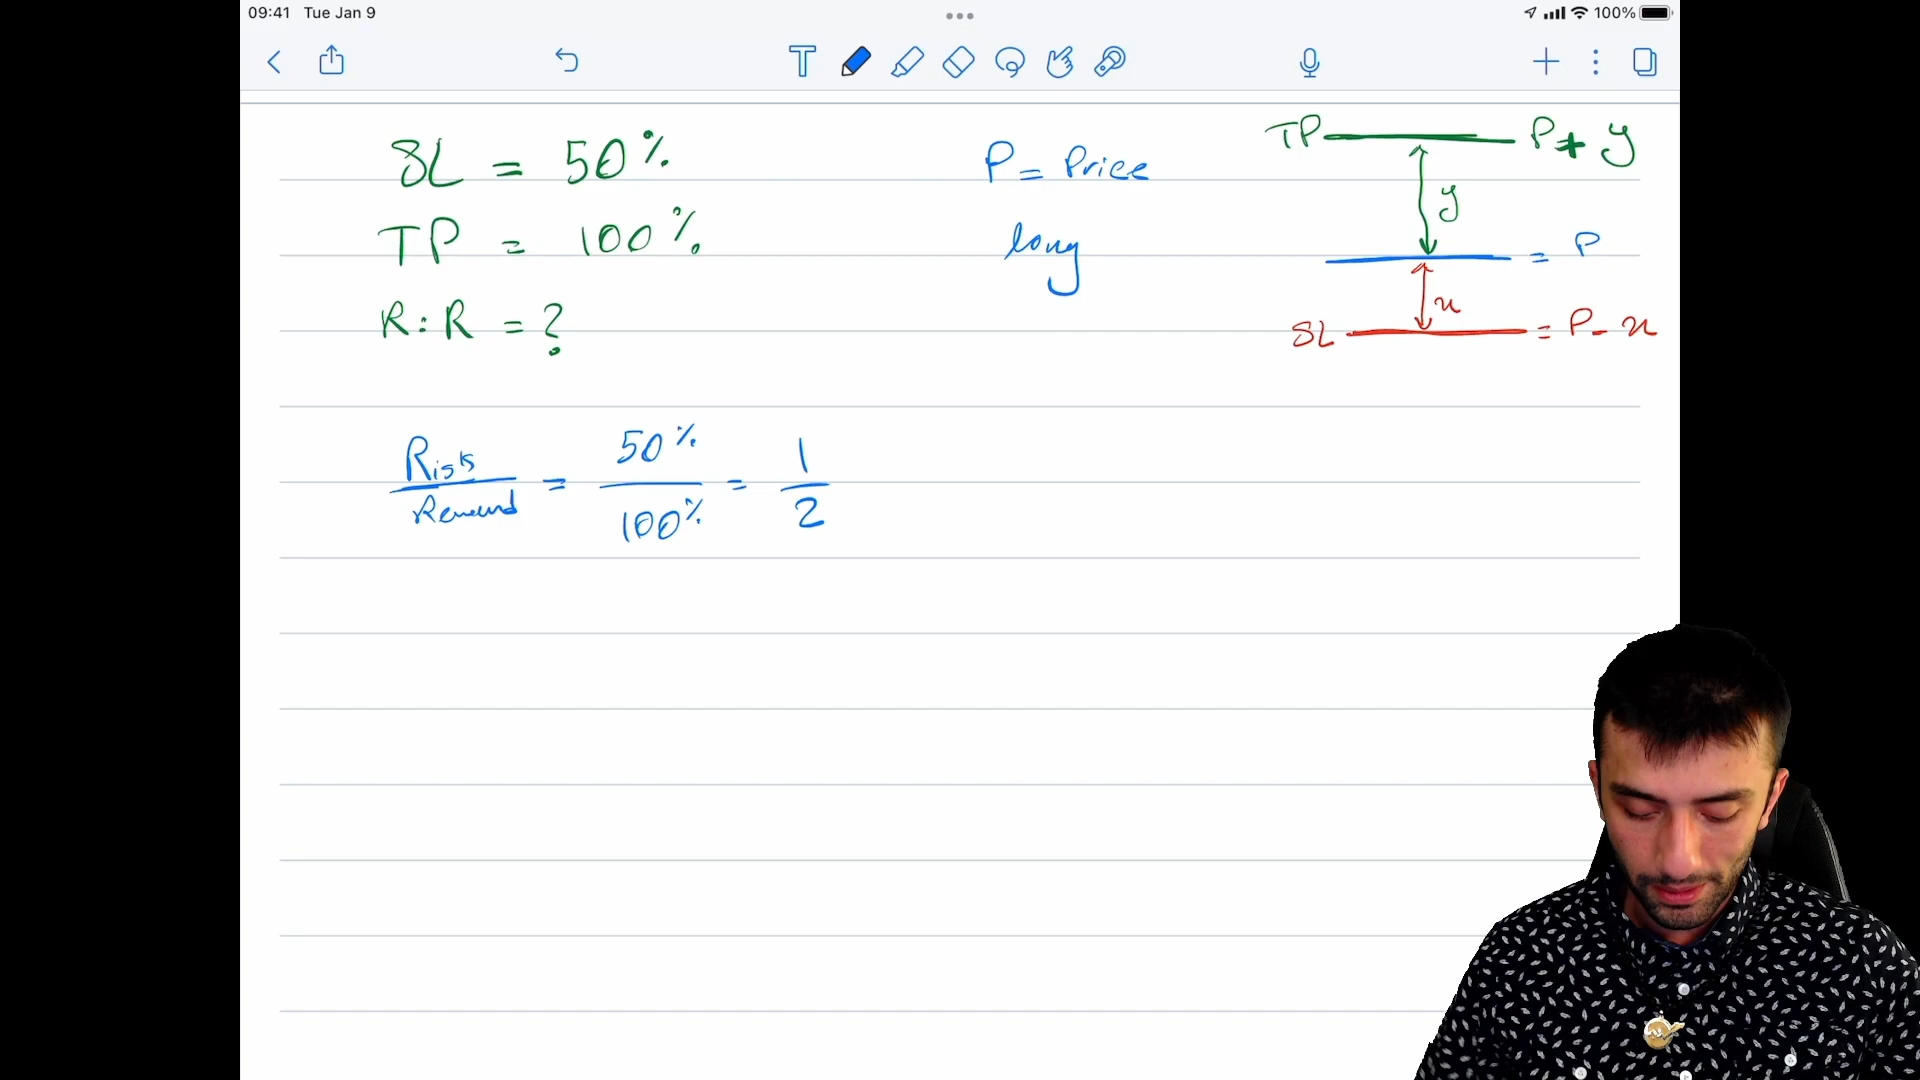 09:41 Tue Jan 9
100%
SL = 50%
TP = 100%
R:R = ?
P = Price
long
TP P + y
y
= P
x
SL = P - x
Risk / Reward = 50% / 100% = 1 / 2